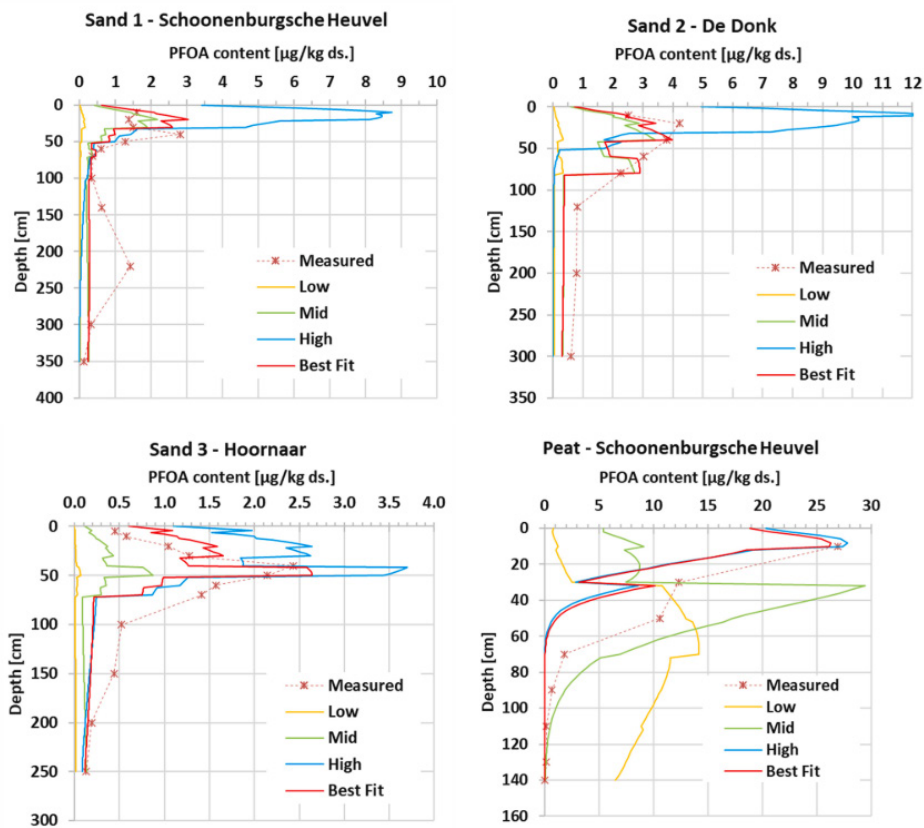 Sand 1 - Schoonenburgsche Heuvel
PFOA content [µg/kg ds.]
0 1 2 3 4 5 6 7 8 9 10
Depth [cm]
0
50
100
150
200
250
300
350
400
Measured
Low
Mid
High
Best Fit
Sand 2 - De Donk
PFOA content [µg/kg ds.]
0 1 2 3 4 5 6 7 8 9 10 11 12
Depth [cm]
0
50
100
150
200
250
300
350
Measured
Low
Mid
High
Best Fit
Sand 3 - Hoornaar
PFOA content [µg/kg ds.]
0.0 0.5 1.0 1.5 2.0 2.5 3.0 3.5 4.0
Depth [cm]
0
50
100
150
200
250
300
Measured
Low
Mid
High
Best Fit
Peat - Schoonenburgsche Heuvel
PFOA content [µg/kg ds.]
0 5 10 15 20 25 30
Depth [cm]
0
20
40
60
80
100
120
140
160
Measured
Low
Mid
High
Best Fit